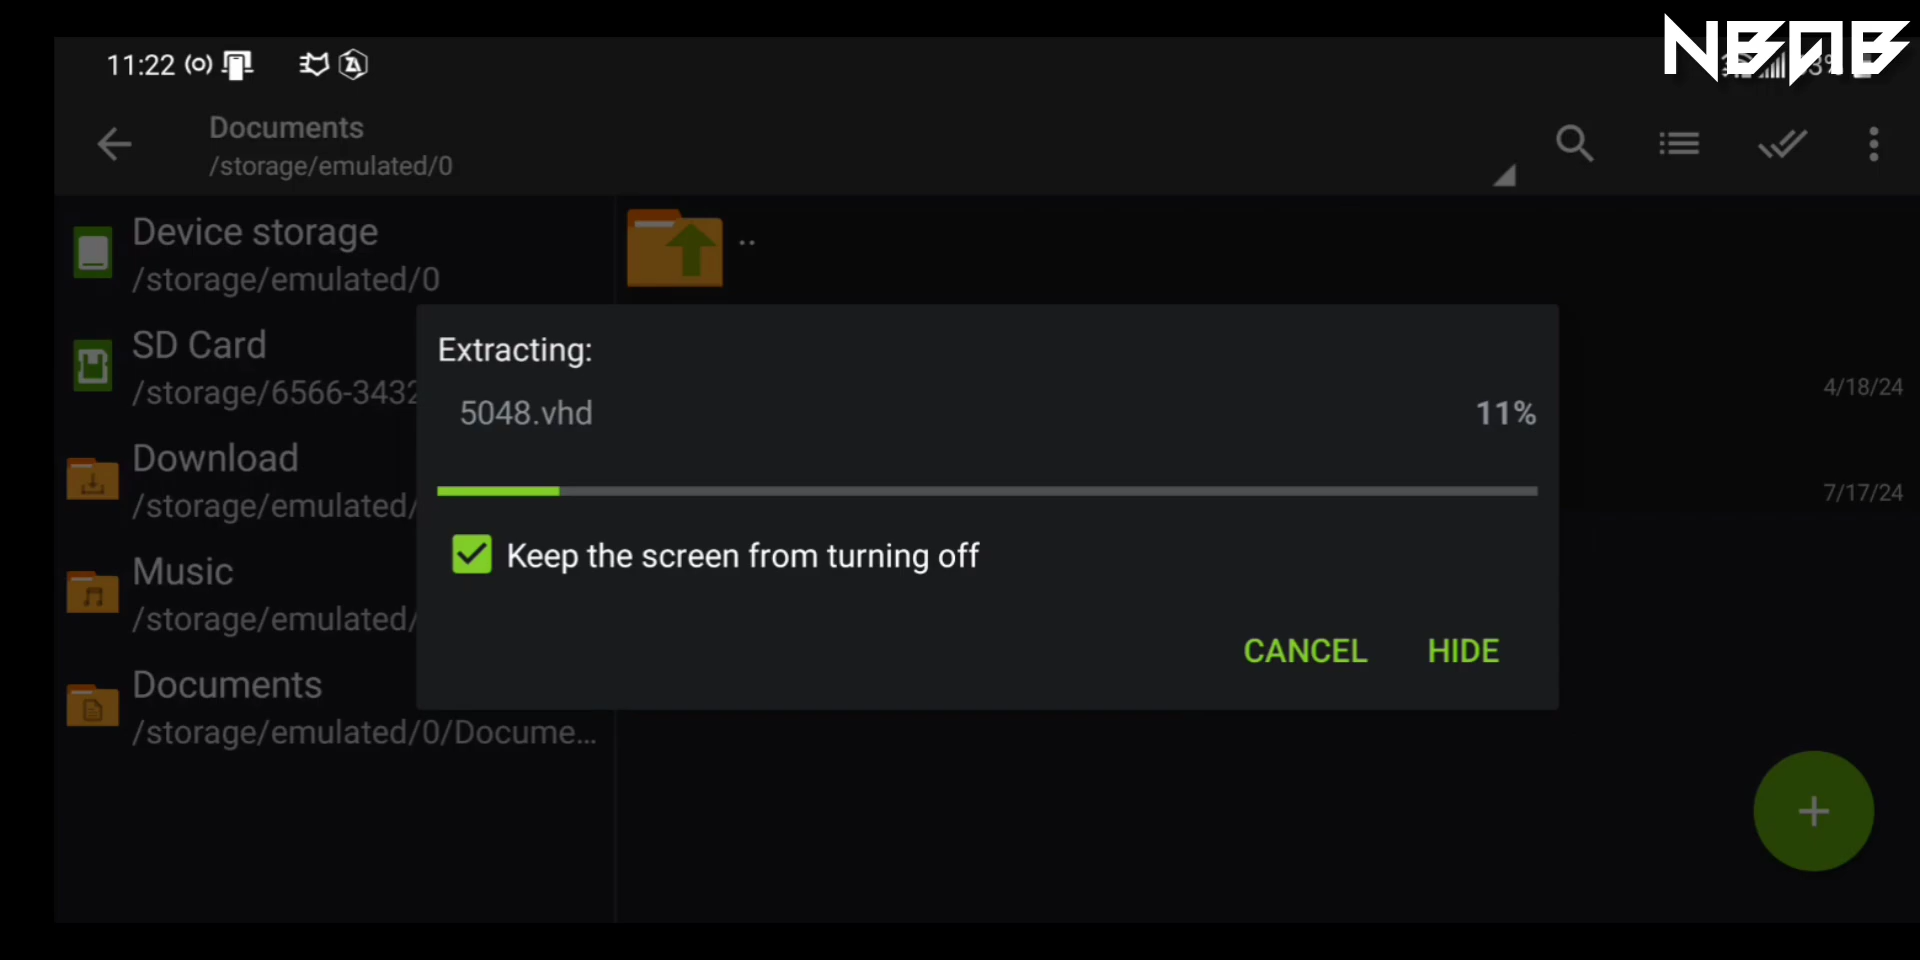 NBAB
11:22
Documents
/storage/emulated/0
Device storage
/storage/emulated/0
..
SD Card
/storage/6566-3432
4/18/24
Download
/storage/emulated/
7/17/24
Music
/storage/emulated/
Documents
/storage/emulated/0/Docume...
Extracting:
5048.vhd
11%
Keep the screen from turning off
CANCEL
HIDE